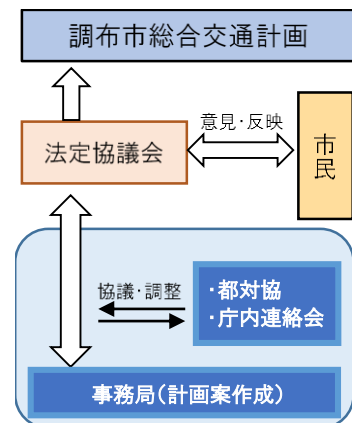 調布市総合交通計画
意見・反映
法定協議会
市民
協議・調整
・都対協
・庁内連絡会
事務局(計画案作成)